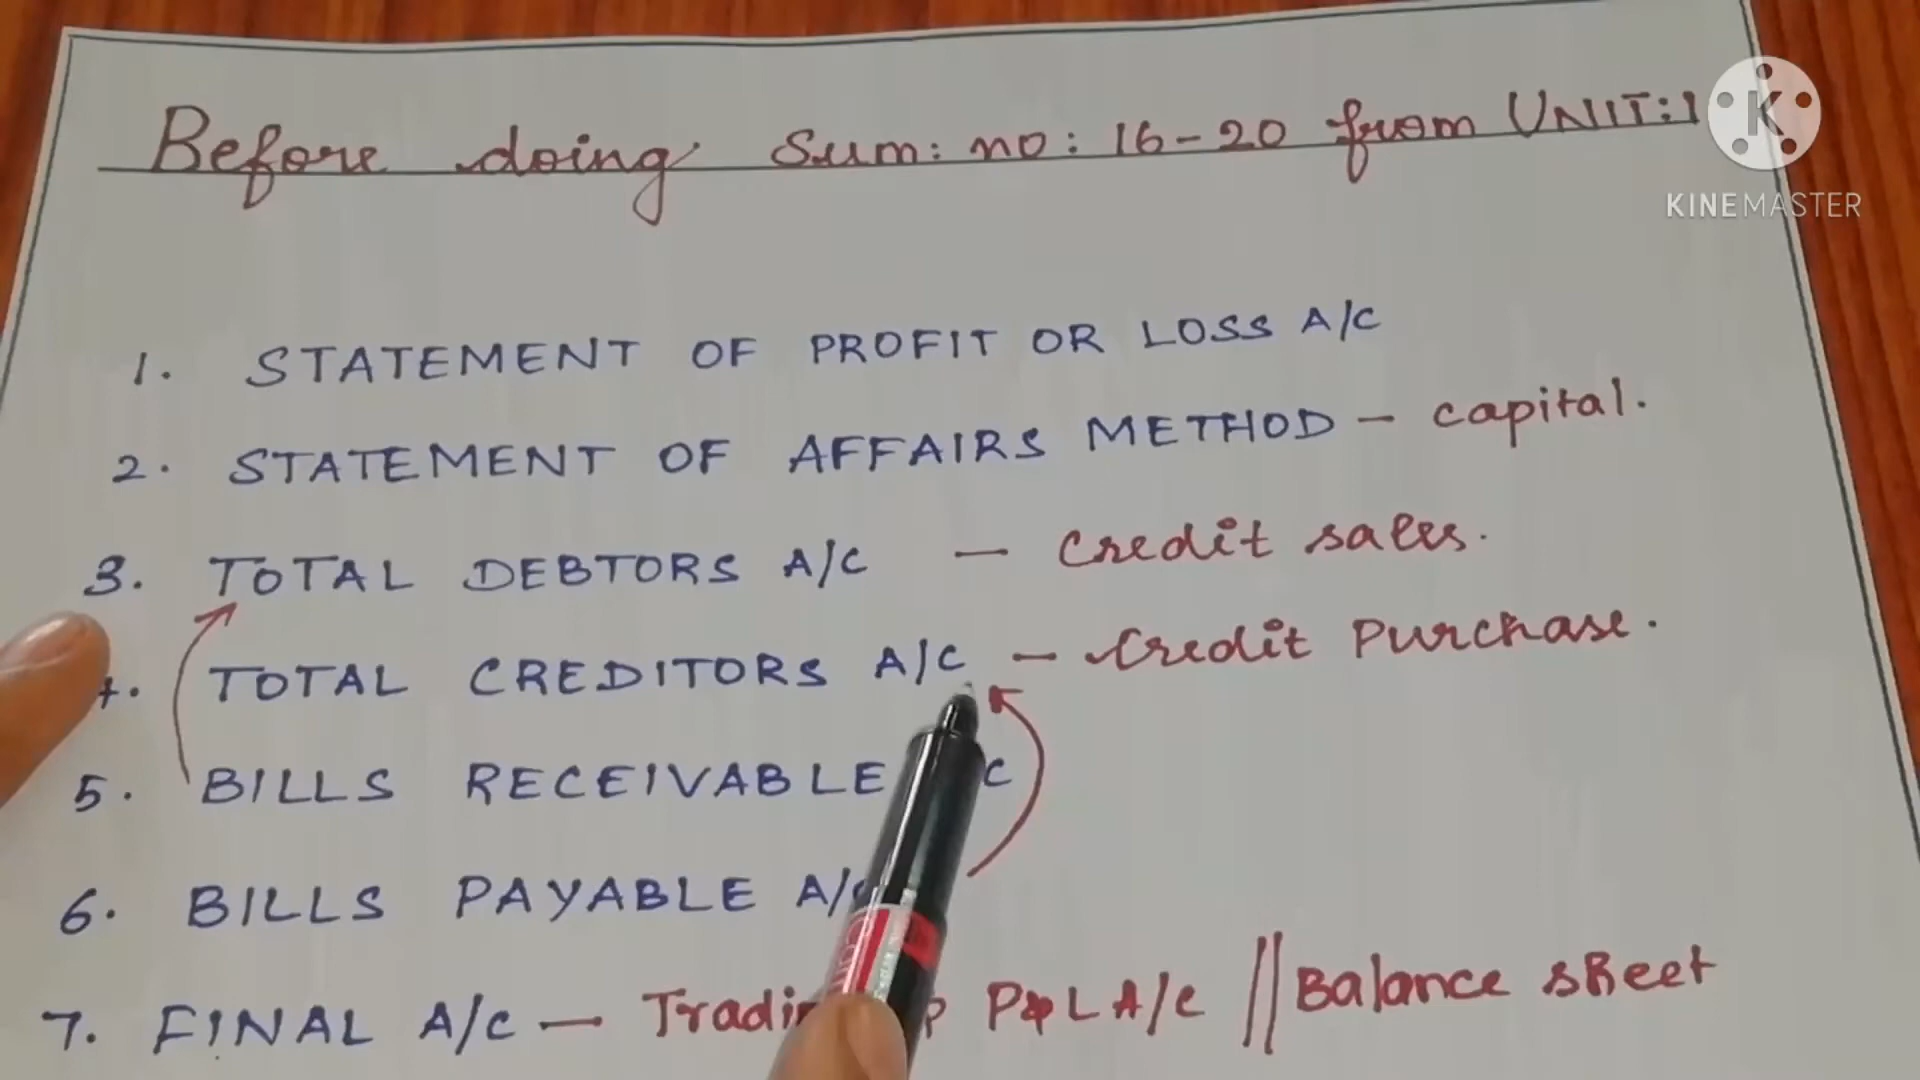 Before doing Sum: no: 16-20 from UNIT:1
K
KINEMASTER
1. STATEMENT OF PROFIT OR LOSS A/C
2. STATEMENT OF AFFAIRS METHOD - capital.
3. TOTAL DEBTORS A/C - Credit sales.
TOTAL CREDITORS A/C - Credit Purchase.
5. BILLS RECEIVABLE
6. BILLS PAYABLE A/C
7. FINAL A/C - P&L A/C || Balance sheet